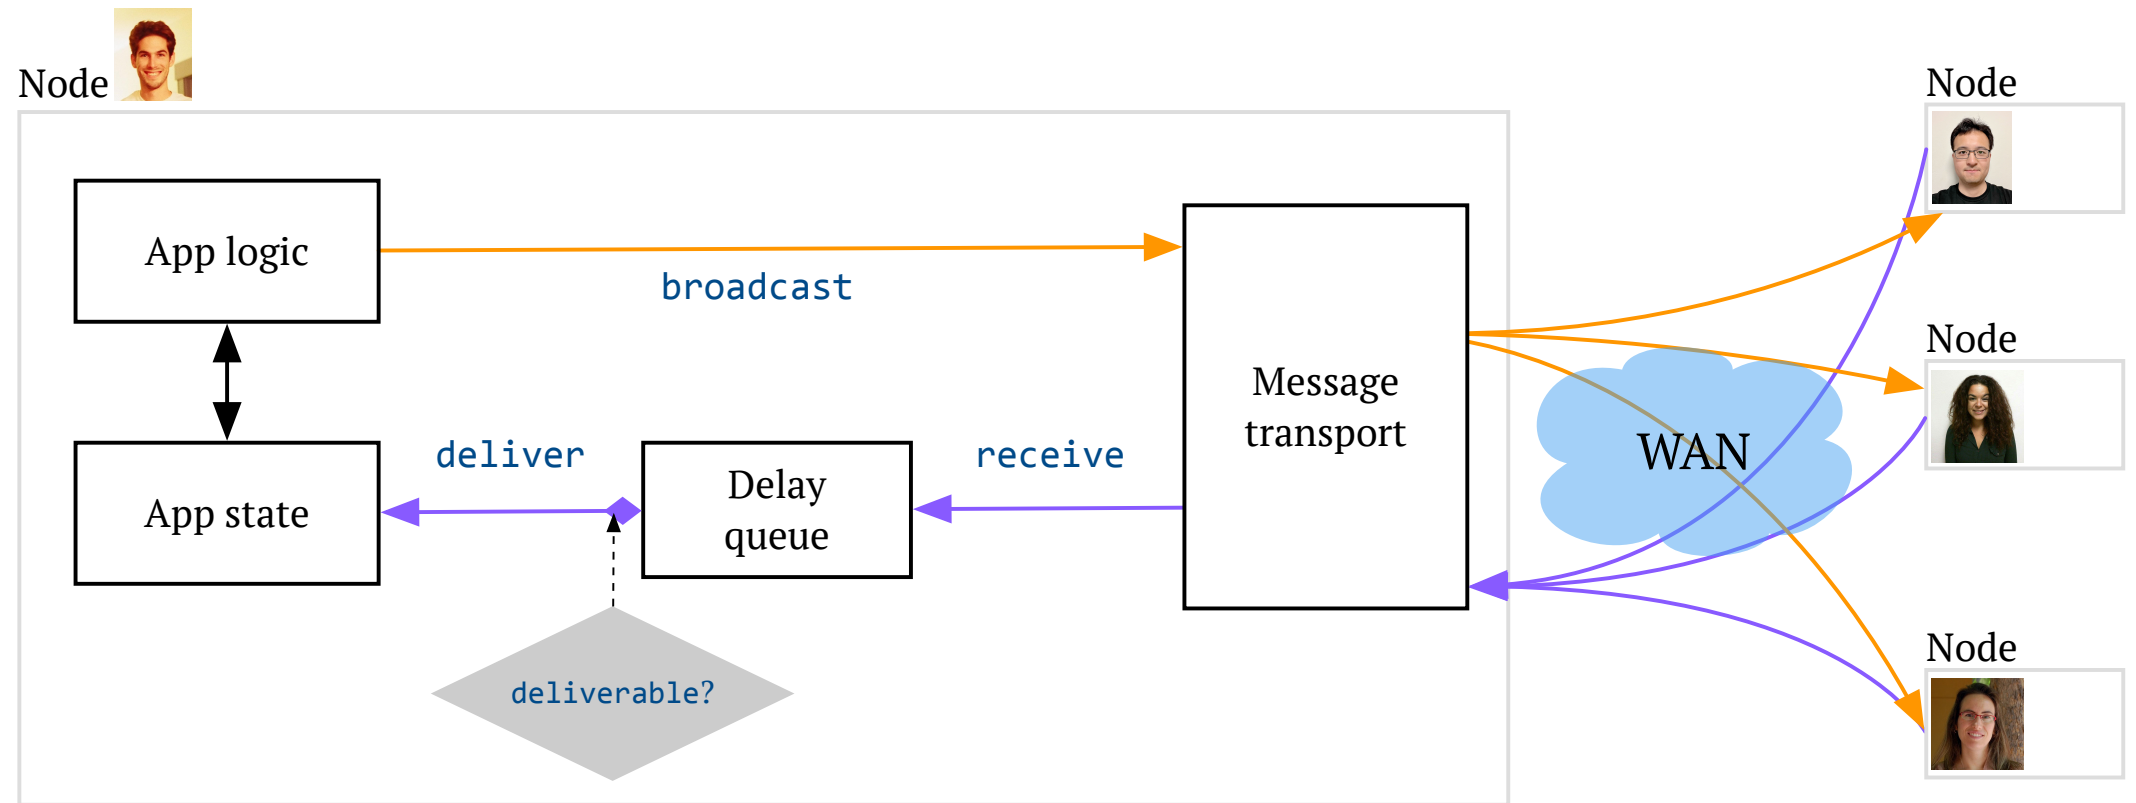 Node
Node
App logic
broadcast
Node
Message
transport
WAN
deliver
receive
Delay
queue
App state
Node
deliverable?